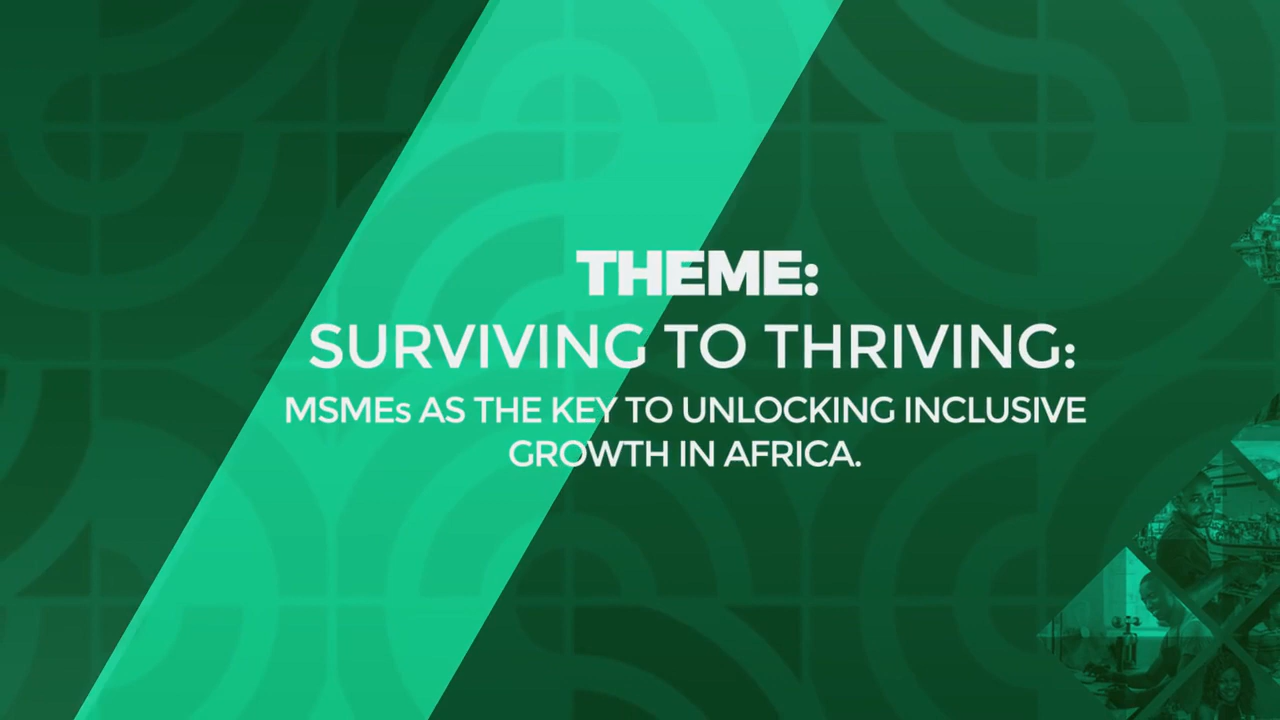 THEME:
SURVIVING TO THRIVING:
MSMEs AS THE KEY TO UNLOCKING INCLUSIVE
GROWTH IN AFRICA.